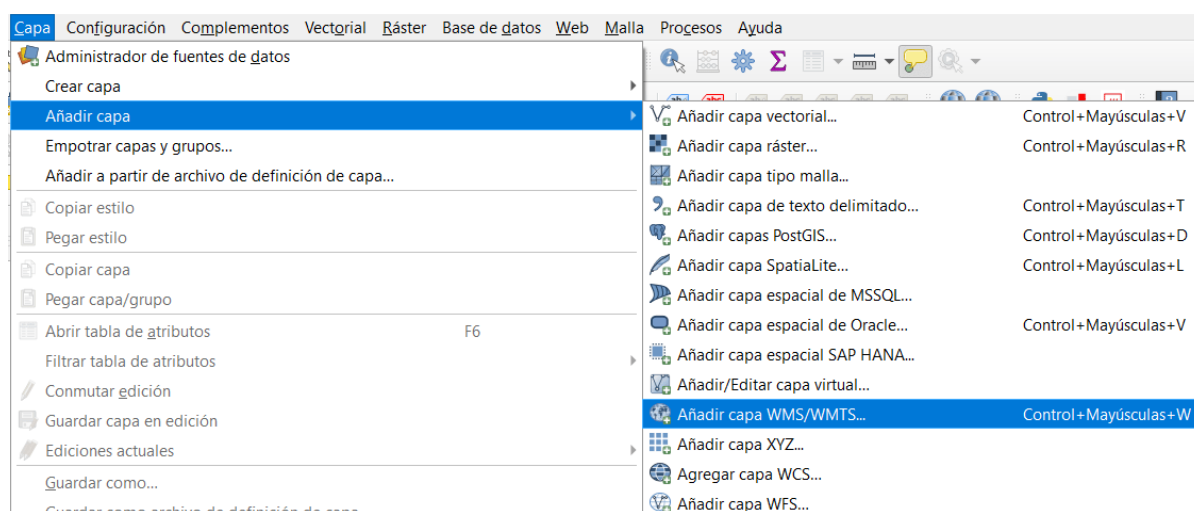 Capa Configuración Complementos Vectorial Ráster Base de datos Web Malla Procesos Ayuda
Administrador de fuentes de datos
Crear capa
Añadir capa
Empotrar capas y grupos...
Añadir a partir de archivo de definición de capa...
Copiar estilo
Pegar estilo
Copiar capa
Pegar capa/grupo
Abrir tabla de atributos F6
Filtrar tabla de atributos
Conmutar edición
Guardar capa en edición
Ediciones actuales
Guardar como...
Añadir capa vectorial... Control+Mayúsculas+V
Añadir capa ráster... Control+Mayúsculas+R
Añadir capa tipo malla...
Añadir capa de texto delimitado... Control+Mayúsculas+T
Añadir capas PostGIS... Control+Mayúsculas+D
Añadir capa SpatiaLite... Control+Mayúsculas+L
Añadir capa espacial de MSSQL...
Añadir capa espacial de Oracle... Control+Mayúsculas+V
Añadir capa espacial SAP HANA...
Añadir/Editar capa virtual...
Añadir capa WMS/WMTS... Control+Mayúsculas+W
Añadir capa XYZ...
Agregar capa WCS...
Añadir capa WFS...